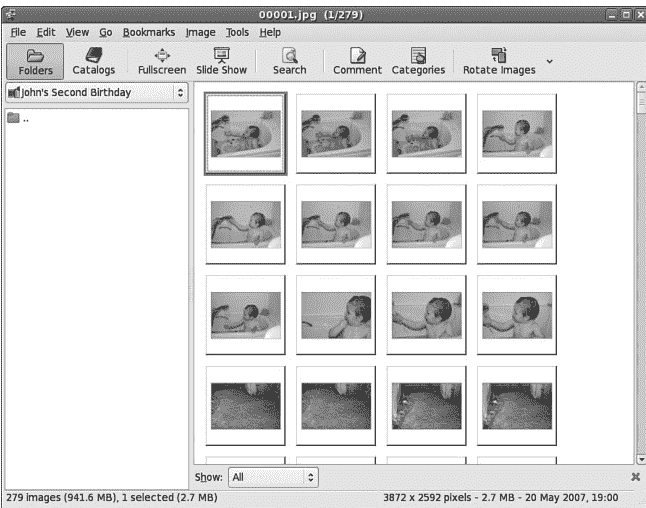 00001.jpg (1/279)
File Edit View Go Bookmarks Image Tools Help
Folders Catalogs Fullscreen Slide Show Search Comment Categories Rotate Images
John's Second Birthday
..
Show: All
279 images (941.6 MB), 1 selected (2.7 MB) 3872 x 2592 pixels - 2.7 MB - 20 May 2007, 19:00